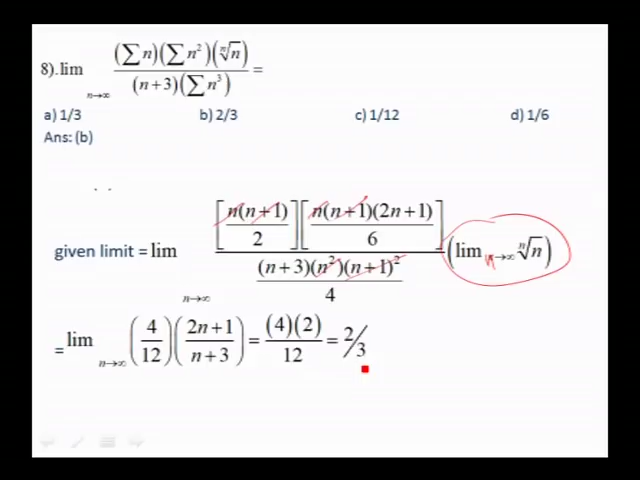 8).lim n→∞ (∑n)(∑n²)(ⁿ√n) / (n+3)(∑n³) =
a) 1/3 b) 2/3 c) 1/12 d) 1/6
Ans: (b)
given limit = lim n→∞ [n(n+1)/2][n(n+1)(2n+1)/6] / (n+3)(n²)(n+1)²/4 (lim n→∞ ⁿ√n)
= lim n→∞ (4/12)(2n+1/n+3) = (4)(2)/12 = 2/3